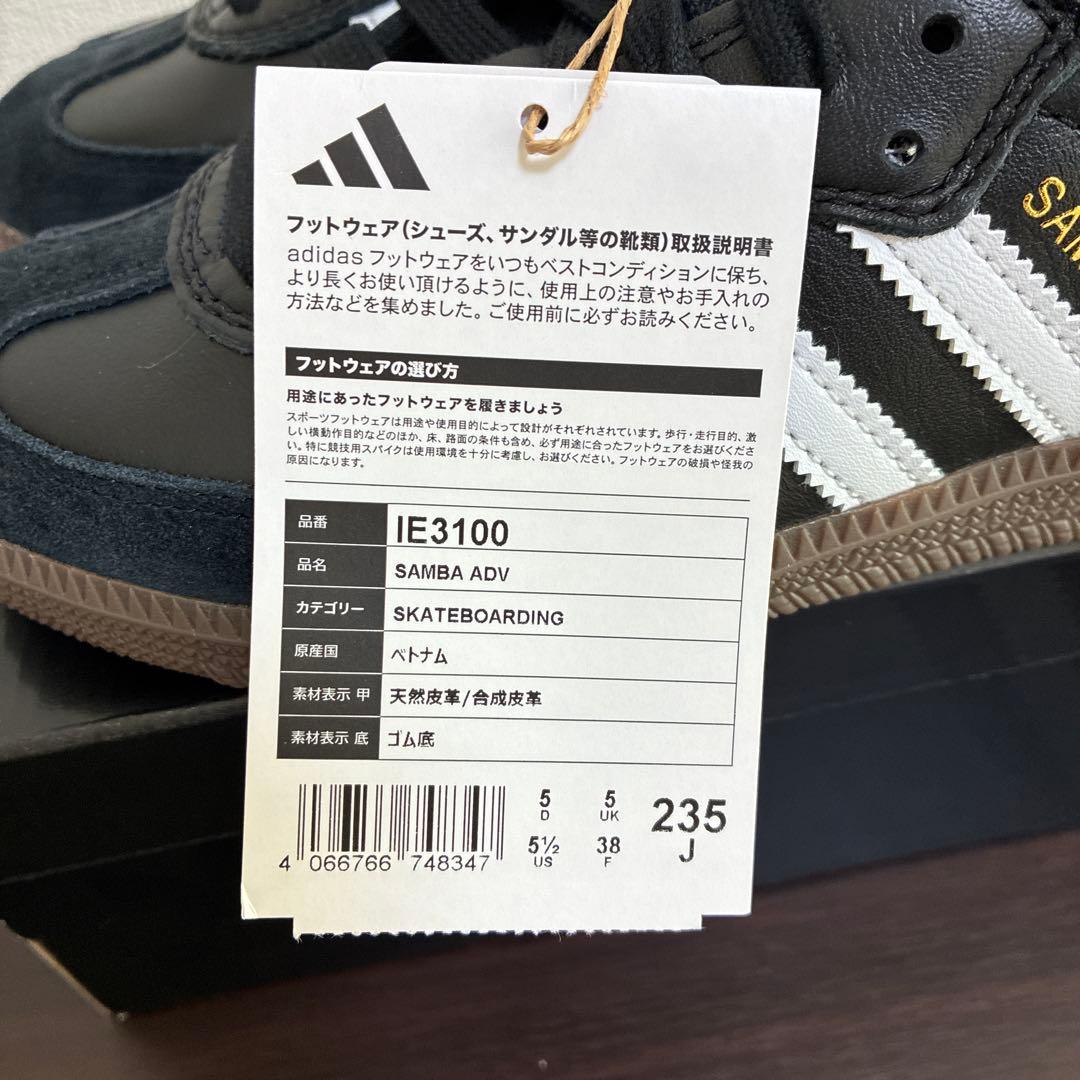 フットウェア(シューズ、サンダル等の靴類)取扱説明書
adidas フットウェアをいつもベストコンディションに保ち、
より長くお使い頂けるように、使用上の注意やお手入れの
方法などを集めました。ご使用前に必ずお読みください。
フットウェアの選び方
用途にあったフットウェアを履きましょう
スポーツフットウェアは用途や使用目的によって設計がそれぞれされています。歩行・走行目的、激
しい横動作目的などのほか、床、路面の条件も含め、必ず用途に合ったフットウェアをお選びくださ
い。特に競技用スパイクは使用環境を十分に考慮し、お選びください。フットウェアの破損や怪我の
原因になります。
品番 IE3100
品名 SAMBA ADV
カテゴリー SKATEBOARDING
原産国 ベトナム
素材表示 甲 天然皮革/合成皮革
素材表示 底 ゴム底
5 5 235
D UK J
5½ 38
US F
4 066766 748347
SAM